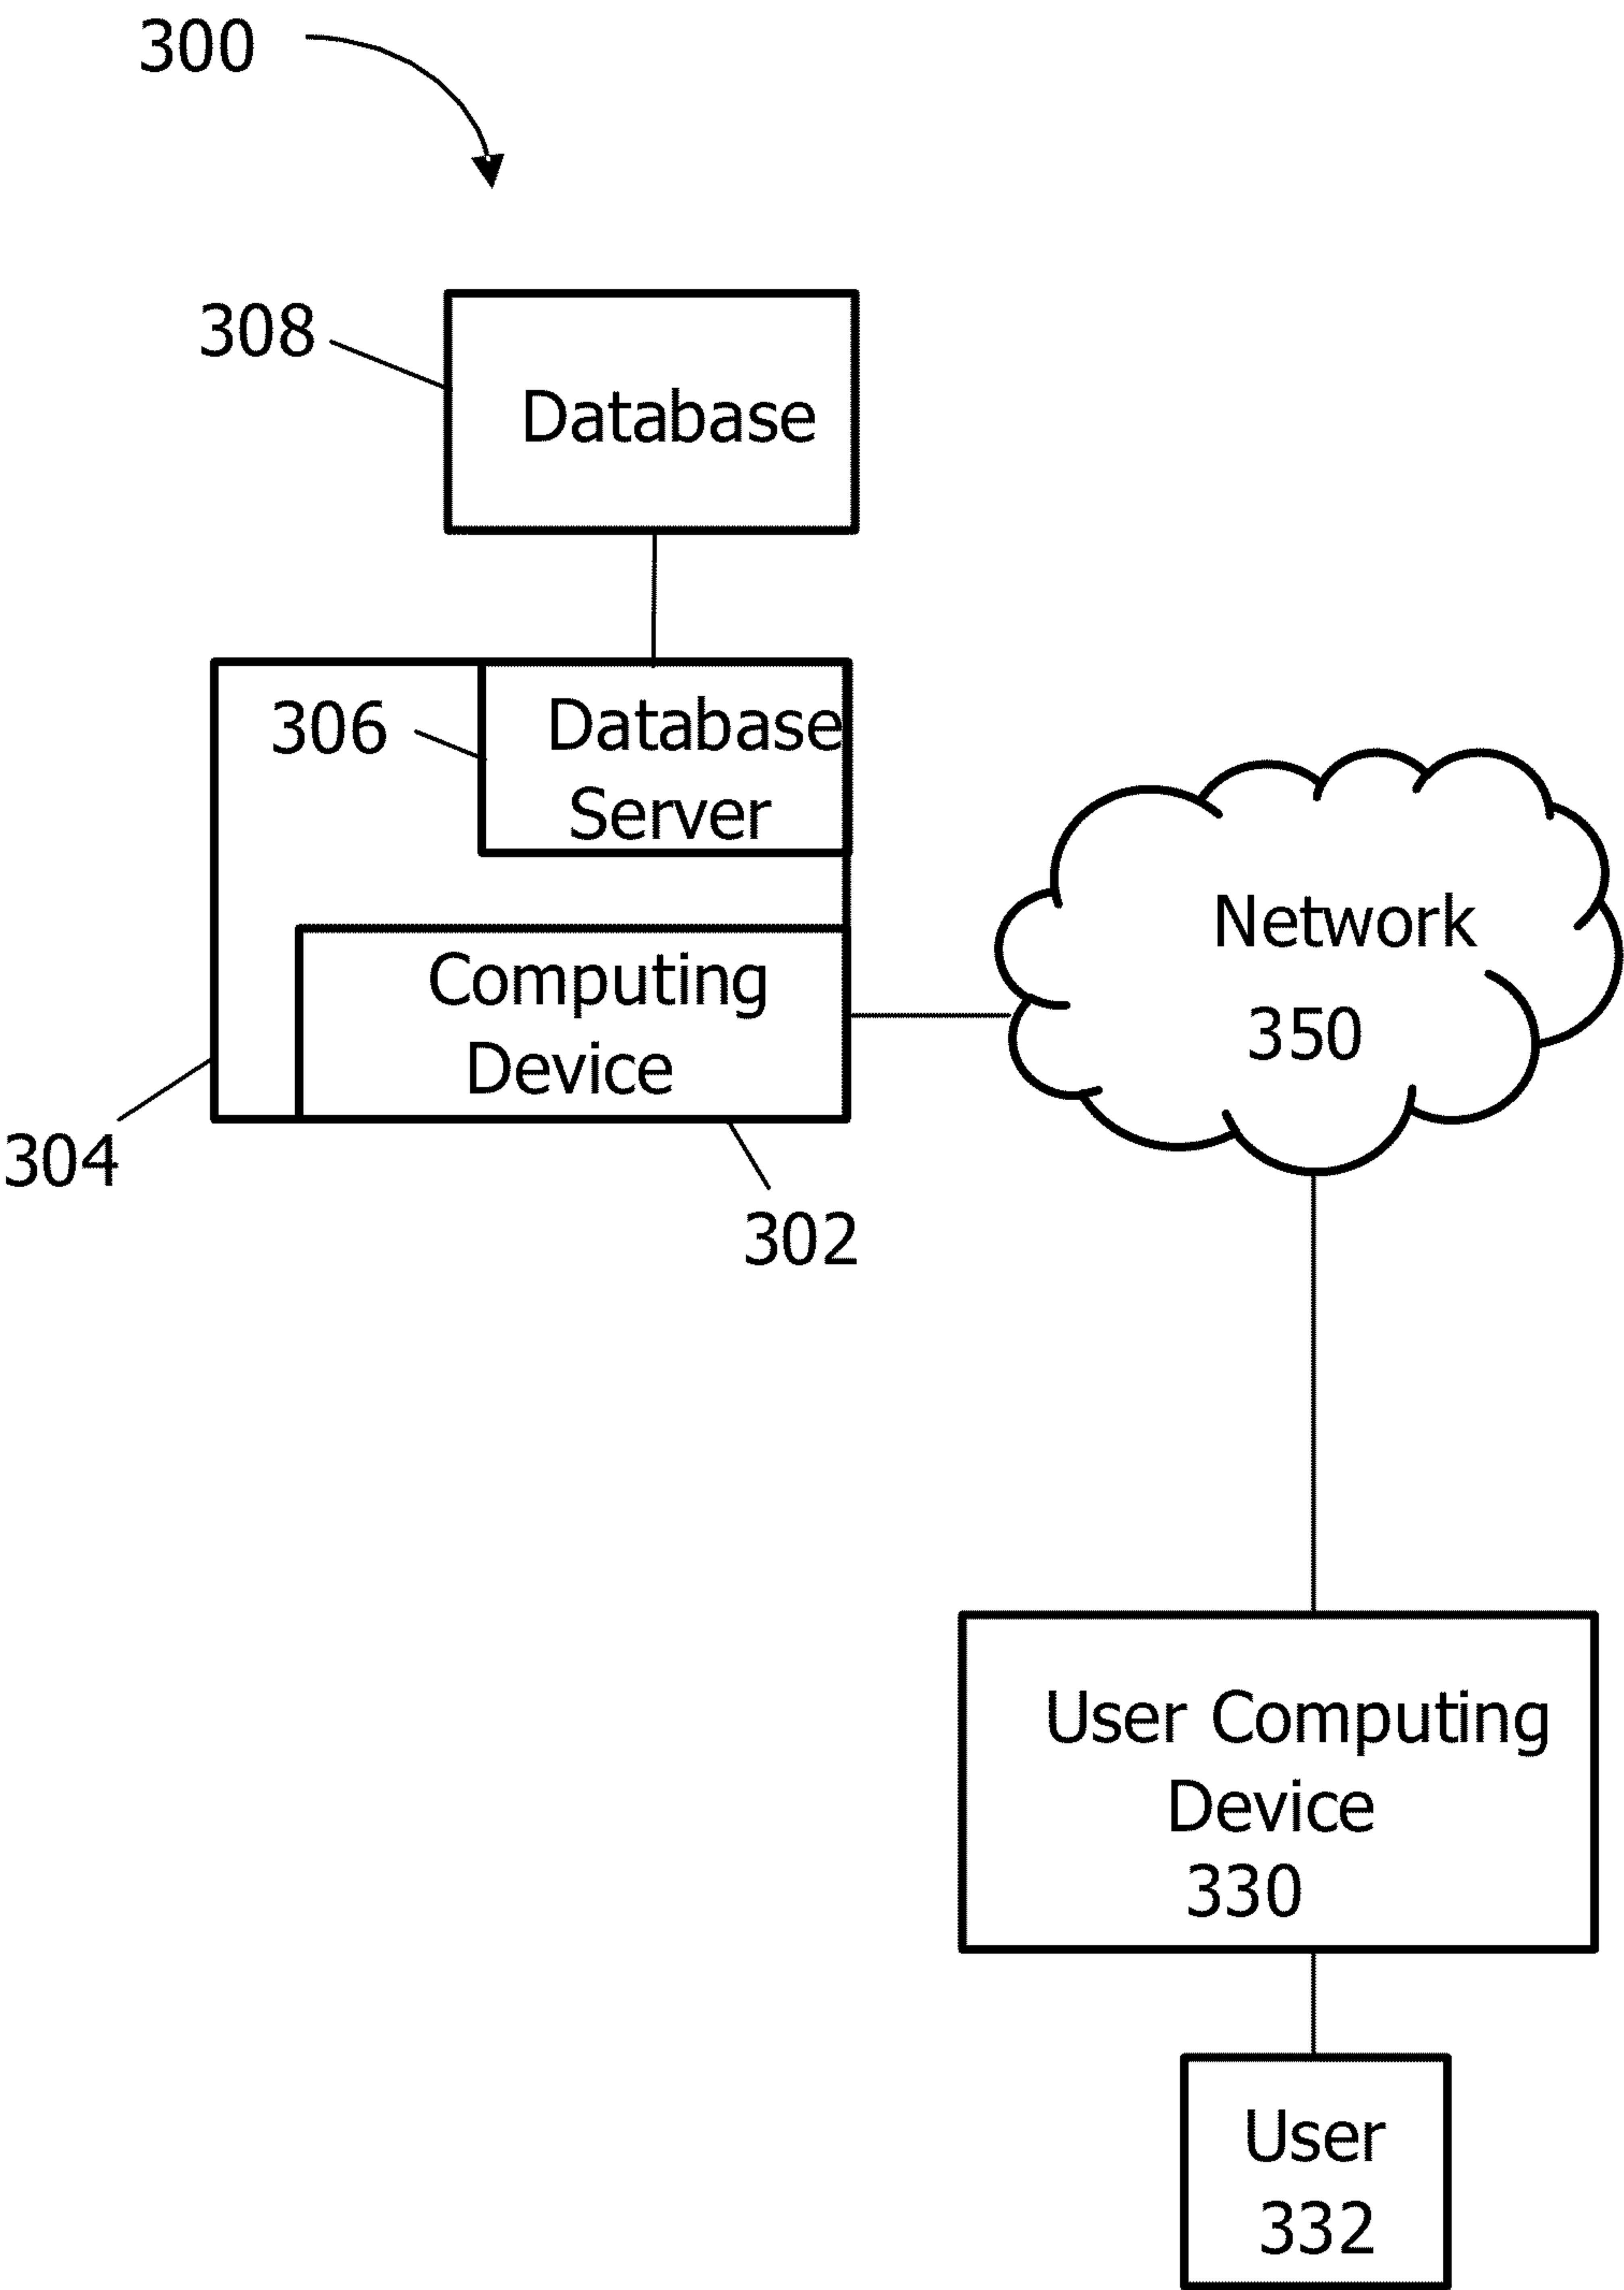 300
308
Database
306
Database
Server
Computing
Device
304
302
Network
350
User Computing
Device
330
User
332